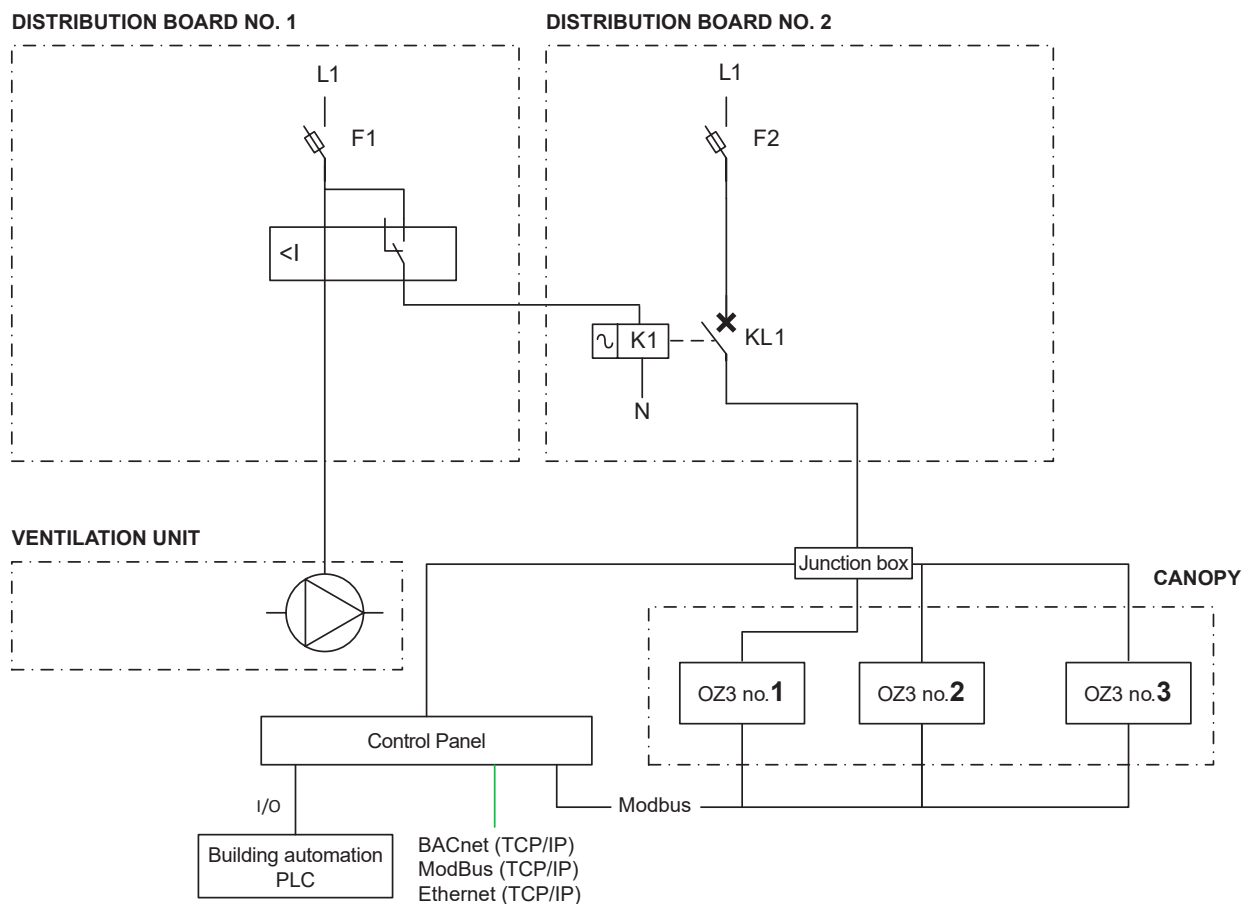 DISTRIBUTION BOARD NO. 1
DISTRIBUTION BOARD NO. 2
L1
L1
F1
F2
<I
K1
KL1
N
VENTILATION UNIT
Junction box
CANOPY
OZ3 no.1
OZ3 no.2
OZ3 no.3
Control Panel
I/O
Modbus
Building automation
PLC
BACnet (TCP/IP)
ModBus (TCP/IP)
Ethernet (TCP/IP)